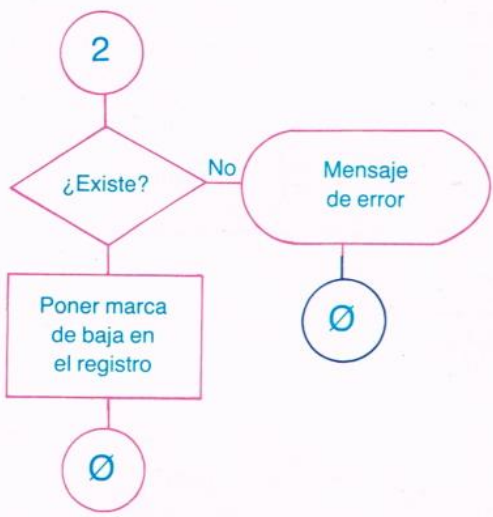 2
¿Existe?
No
Mensaje
de error
Ø
Poner marca
de baja en
el registro
Ø